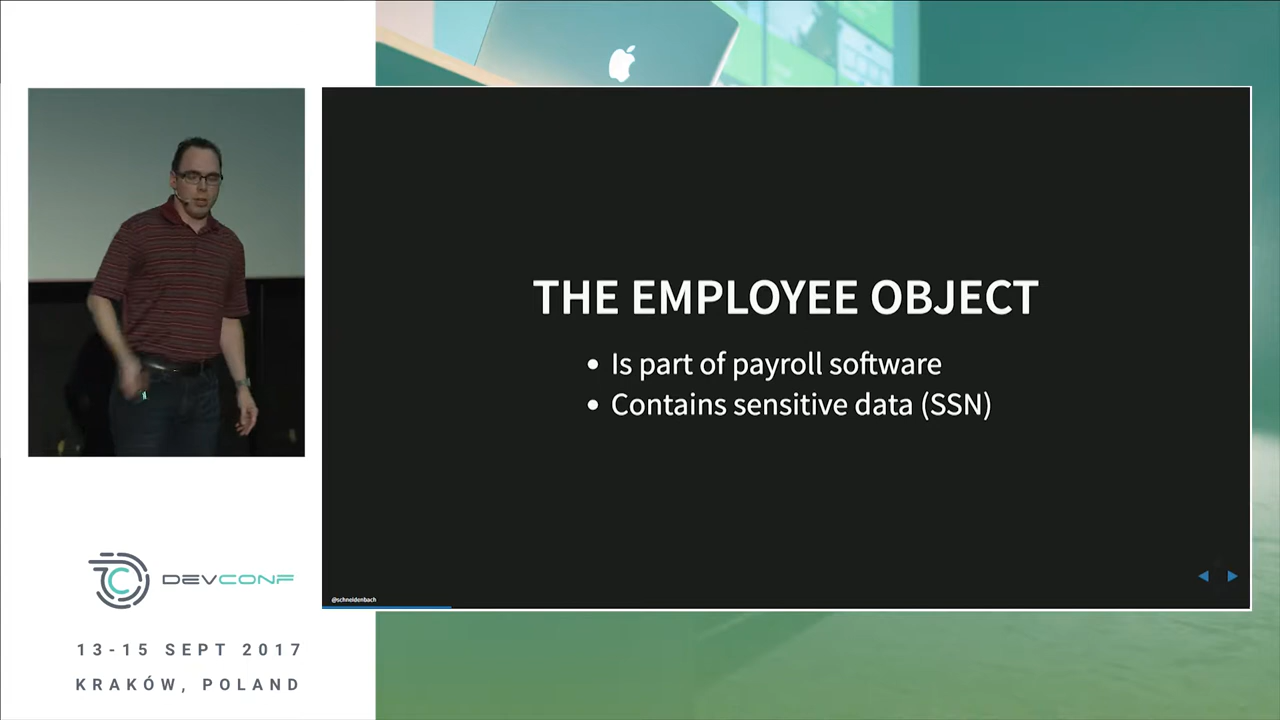 THE EMPLOYEE OBJECT
• Is part of payroll software
• Contains sensitive data (SSN)
@schneidenbach
DEVCONF
13-15 SEPT 2017
KRAKÓW, POLAND